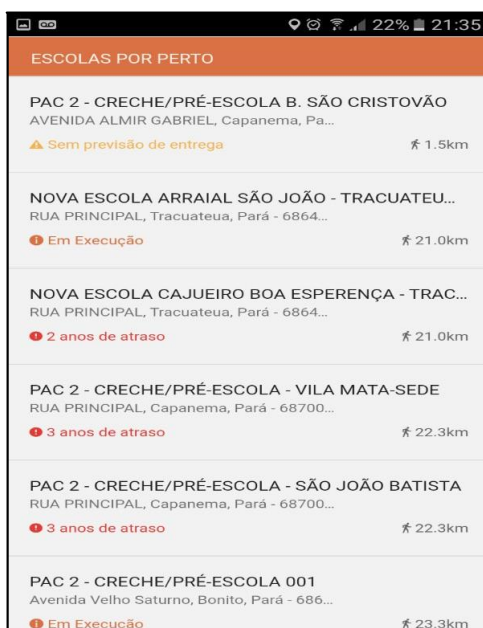 22% 21:35
ESCOLAS POR PERTO
PAC 2 - CRECHE/PRÉ-ESCOLA B. SÃO CRISTOVÃO
AVENIDA ALMIR GABRIEL, Capanema, Pa...
Sem previsão de entrega 1.5km
NOVA ESCOLA ARRAIAL SÃO JOÃO - TRACUATEU...
RUA PRINCIPAL, Tracuateua, Pará - 6864...
Em Execução 21.0km
NOVA ESCOLA CAJUEIRO BOA ESPERENÇA - TRAC...
RUA PRINCIPAL, Tracuateua, Pará - 6864...
2 anos de atraso 21.0km
PAC 2 - CRECHE/PRÉ-ESCOLA - VILA MATA-SEDE
RUA PRINCIPAL, Capanema, Pará - 68700...
3 anos de atraso 22.3km
PAC 2 - CRECHE/PRÉ-ESCOLA - SÃO JOÃO BATISTA
RUA PRINCIPAL, Capanema, Pará - 68700...
3 anos de atraso 22.3km
PAC 2 - CRECHE/PRÉ-ESCOLA 001
Avenida Velho Saturno, Bonito, Pará - 686...
Em Execução 23.3km